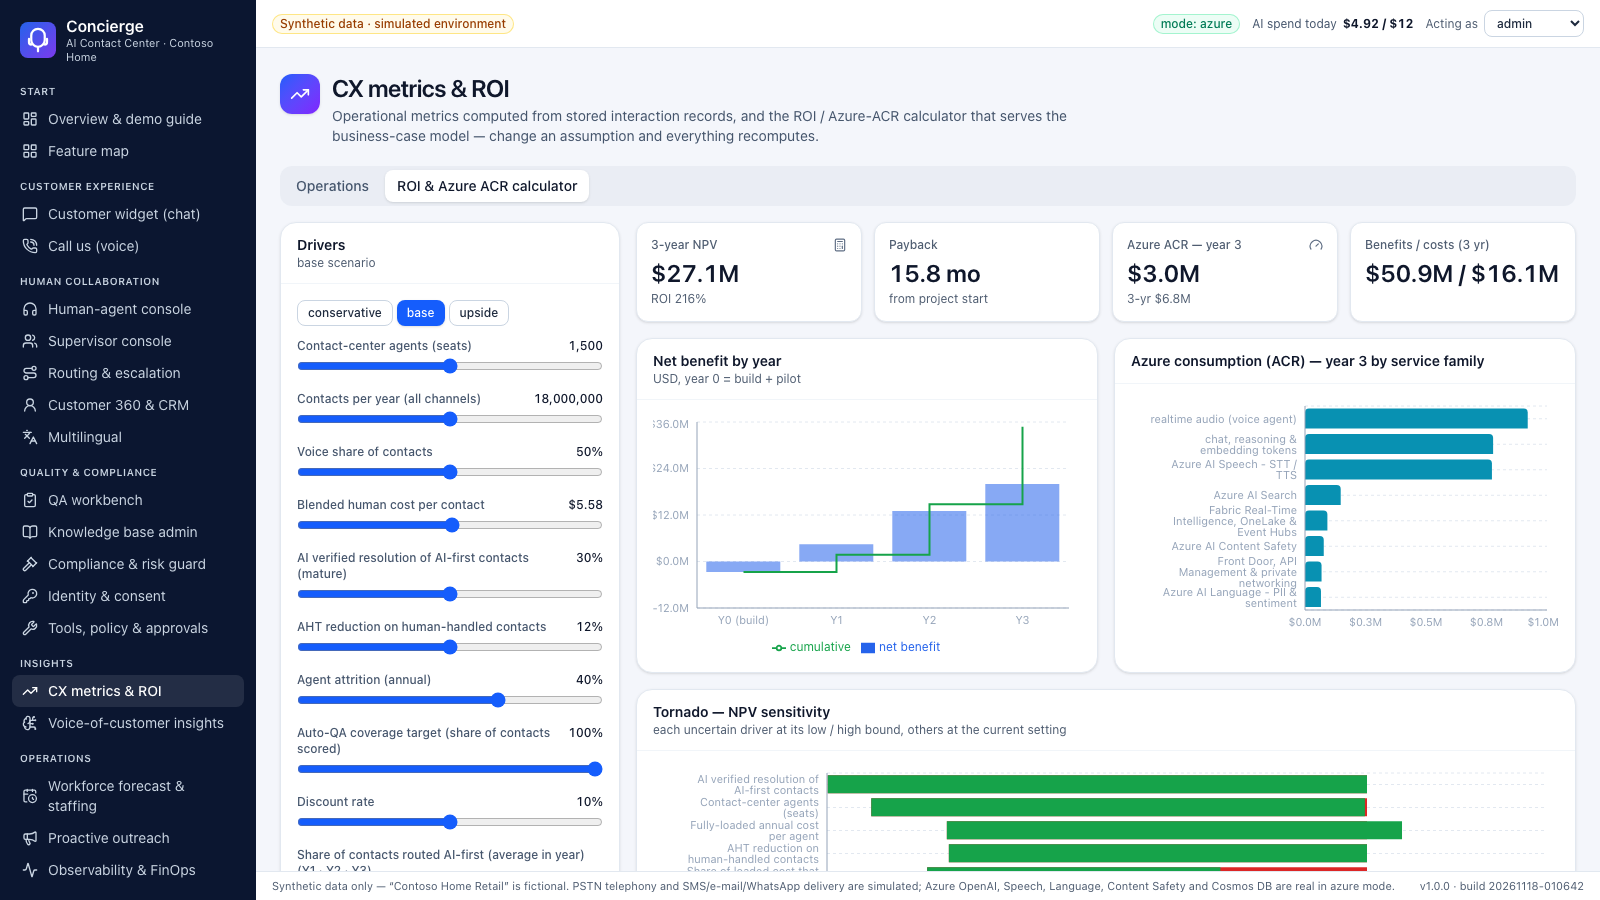 Concierge
AI Contact Center · Contoso
Home
START
Overview & demo guide
Feature map
CUSTOMER EXPERIENCE
Customer widget (chat)
Call us (voice)
HUMAN COLLABORATION
Human-agent console
Supervisor console
Routing & escalation
Customer 360 & CRM
Multilingual
QUALITY & COMPLIANCE
QA workbench
Knowledge base admin
Compliance & risk guard
Identity & consent
Tools, policy & approvals
INSIGHTS
CX metrics & ROI
Voice-of-customer insights
OPERATIONS
Workforce forecast &
staffing
Proactive outreach
Observability & FinOps
Synthetic data · simulated environment
mode: azure
AI spend today $4.92 / $12
Acting as
admin
CX metrics & ROI
Operational metrics computed from stored interaction records, and the ROI / Azure-ACR calculator that serves the
business-case model — change an assumption and everything recomputes.
Operations
ROI & Azure ACR calculator
Drivers
base scenario
conservative
base
upside
Contact-center agents (seats) 1,500
Contacts per year (all channels) 18,000,000
Voice share of contacts 50%
Blended human cost per contact $5.58
AI verified resolution of AI-first contacts 30%
(mature)
AHT reduction on human-handled contacts 12%
Agent attrition (annual) 40%
Auto-QA coverage target (share of contacts 100%
scored)
Discount rate 10%
Share of contacts routed AI-first (average in year)
(Y1 · Y2 · Y3)
3-year NPV
$27.1M
ROI 216%
Payback
15.8 mo
from project start
Azure ACR — year 3
$3.0M
3-yr $6.8M
Benefits / costs (3 yr)
$50.9M / $16.1M
Net benefit by year
USD, year 0 = build + pilot
$36.0M
$24.0M
$12.0M
$0.0M
-12.0M
Y0 (build)
Y1
Y2
Y3
cumulative
net benefit
Azure consumption (ACR) — year 3 by service family
realtime audio (voice agent)
chat, reasoning &
embedding tokens
Azure AI Speech - STT /
TTS
Azure AI Search
Fabric Real-Time
Intelligence, OneLake &
Event Hubs
Azure AI Content Safety
Front Door, API
Management & private
networking
Azure AI Language - PII &
sentiment
$0.0M
$0.3M
$0.5M
$0.8M
$1.0M
Tornado — NPV sensitivity
each uncertain driver at its low / high bound, others at the current setting
AI verified resolution of
AI-first contacts
Contact-center agents
(seats)
Fully-loaded annual cost
per agent
AHT reduction on
human-handled contacts
Share of loaded cost that
Synthetic data only — “Contoso Home Retail” is fictional. PSTN telephony and SMS/e-mail/WhatsApp delivery are simulated; Azure OpenAI, Speech, Language, Content Safety and Cosmos DB are real in azure mode.
v1.0.0 · build 20261118-010642